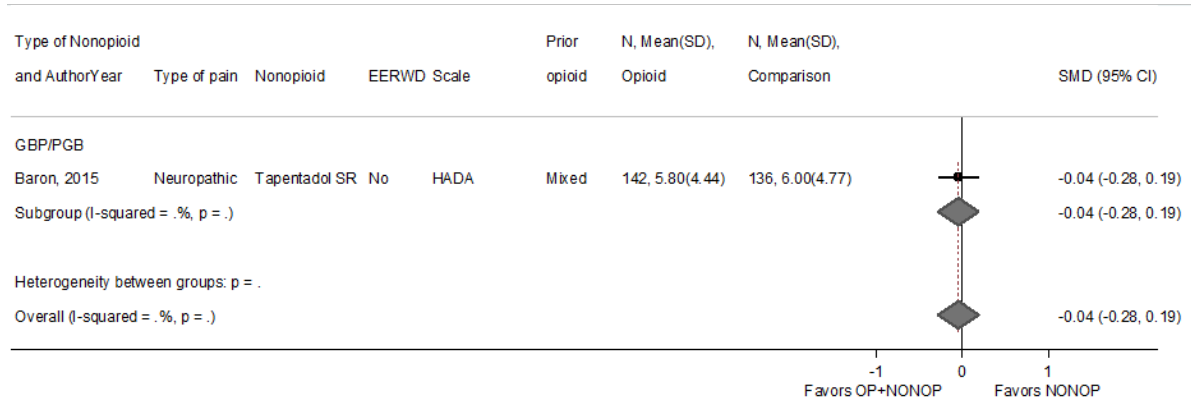 Type of Nonopioid Prior N, Mean(SD), N, Mean(SD),
and AuthorYear Type of pain Nonopioid EERWD Scale opioid Opioid Comparison SMD (95% CI)
GBP/PGB
Baron, 2015 Neuropathic Tapentadol SR No HADA Mixed 142, 5.80(4.44) 136, 6.00(4.77) -0.04 (-0.28, 0.19)
Subgroup (I-squared = .%, p = .) -0.04 (-0.28, 0.19)
Heterogeneity between groups: p = .
Overall (I-squared = .%, p = .) -0.04 (-0.28, 0.19)
-1 0 1
Favors OP+NONOP Favors NONOP